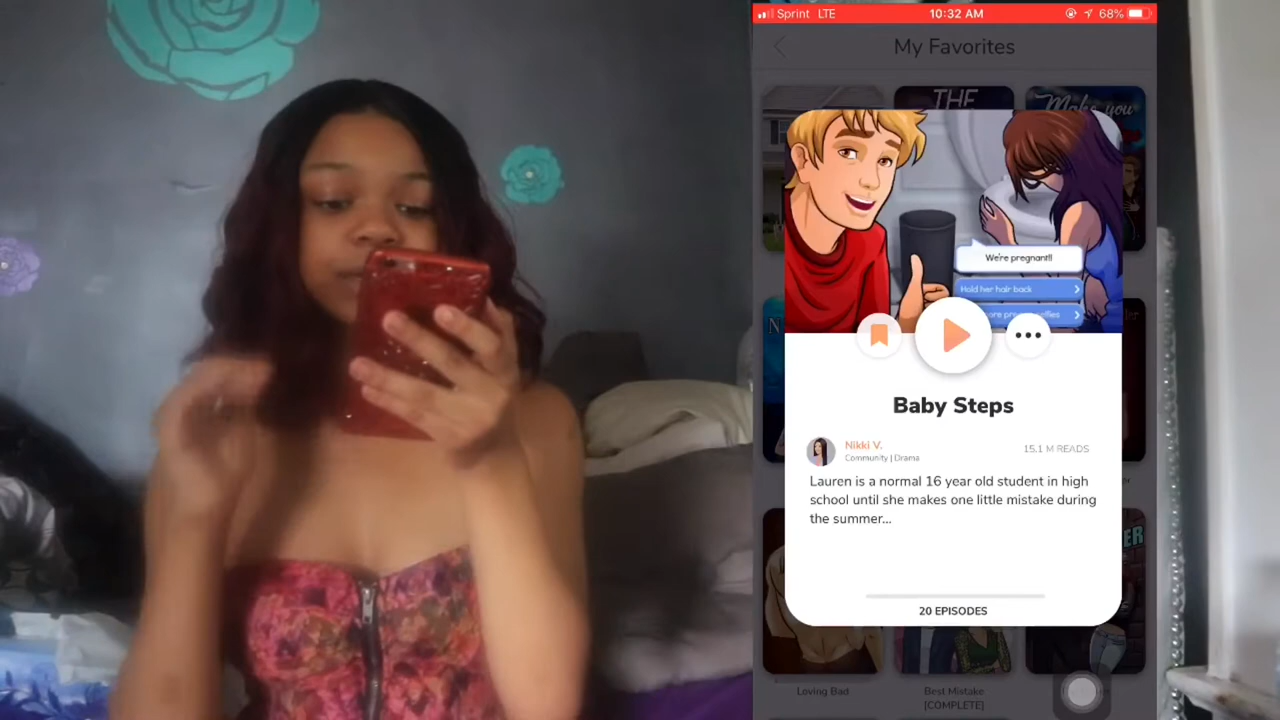 Sprint LTE 10:32 AM 68%
My Favorites
THE
Make you
We're pregnant!!
Hold her hair back
Baby Steps
Nikki V.
Community | Drama
15.1 M READS
Lauren is a normal 16 year old student in high
school until she makes one little mistake during
the summer...
20 EPISODES
Loving Bad
Best Mistake
[COMPLETE]